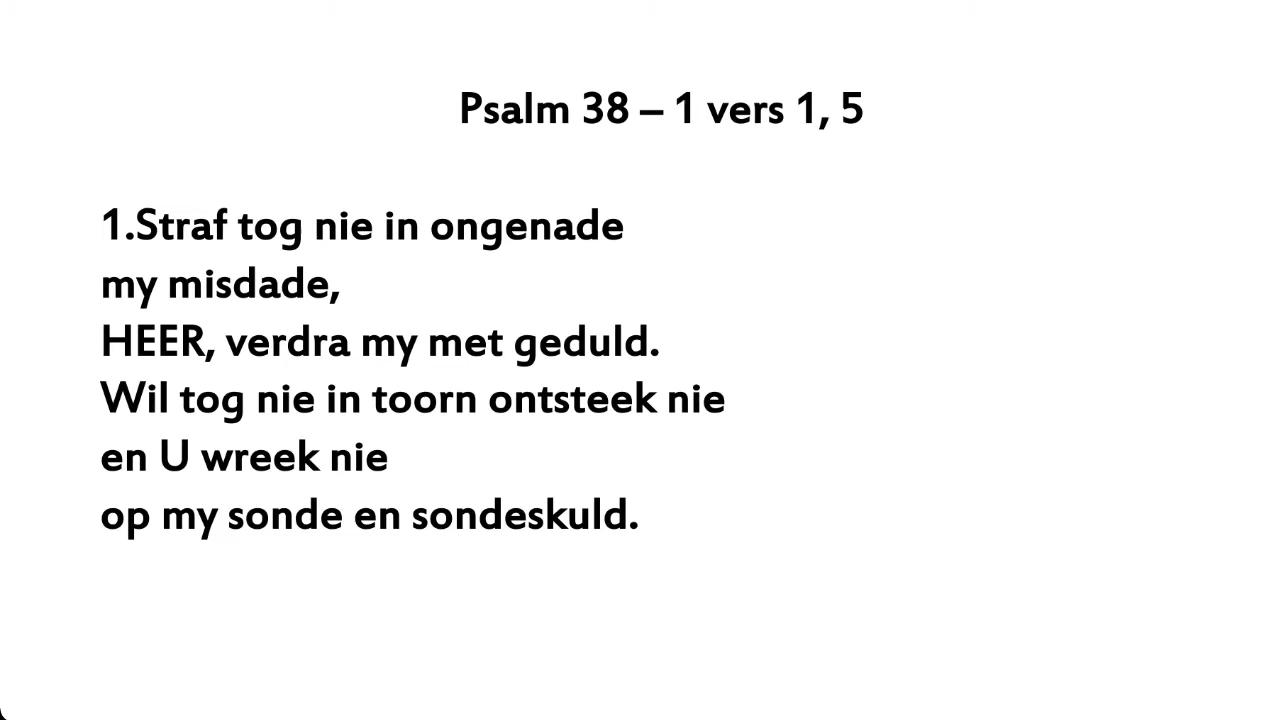 Psalm 38 – 1 vers 1, 5
1.Straf tog nie in ongenade
my misdade,
HEER, verdra my met geduld.
Wil tog nie in toorn ontsteek nie
en U wreek nie
op my sonde en sondeskuld.